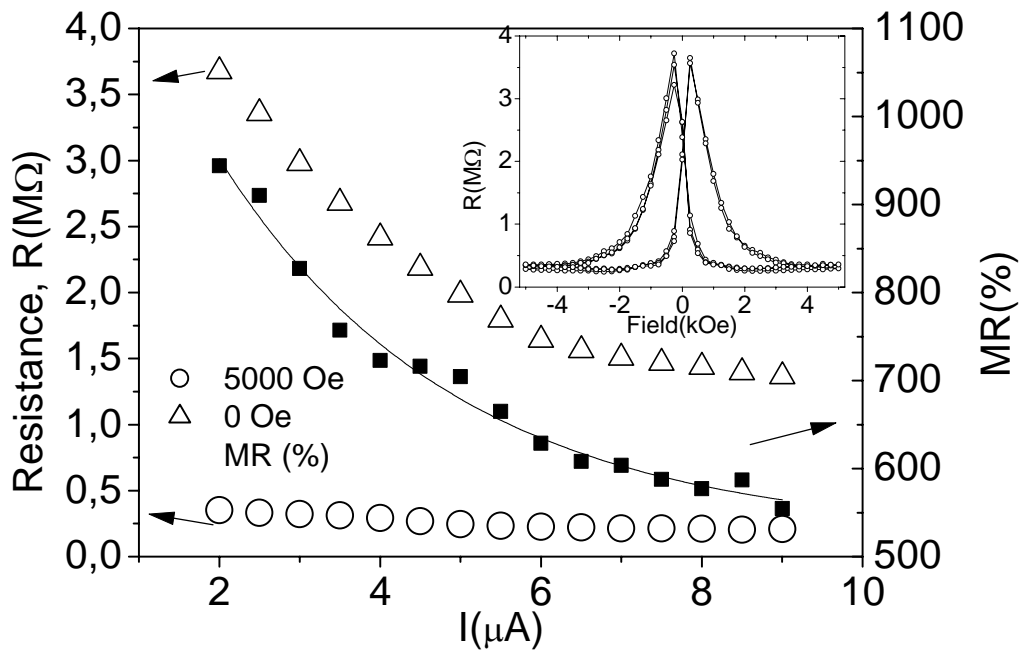 4,0
3,5
3,0
2,5
2,0
1,5
1,0
0,5
0,0
Resistance, R(MΩ)
2 4 6 8 10
I(μA)
1100
1000
900
800
700
600
500
MR(%)
5000 Oe
0 Oe
MR (%)
4
3
2
1
R(MΩ)
-4 -2 0 2 4
Field(kOe)